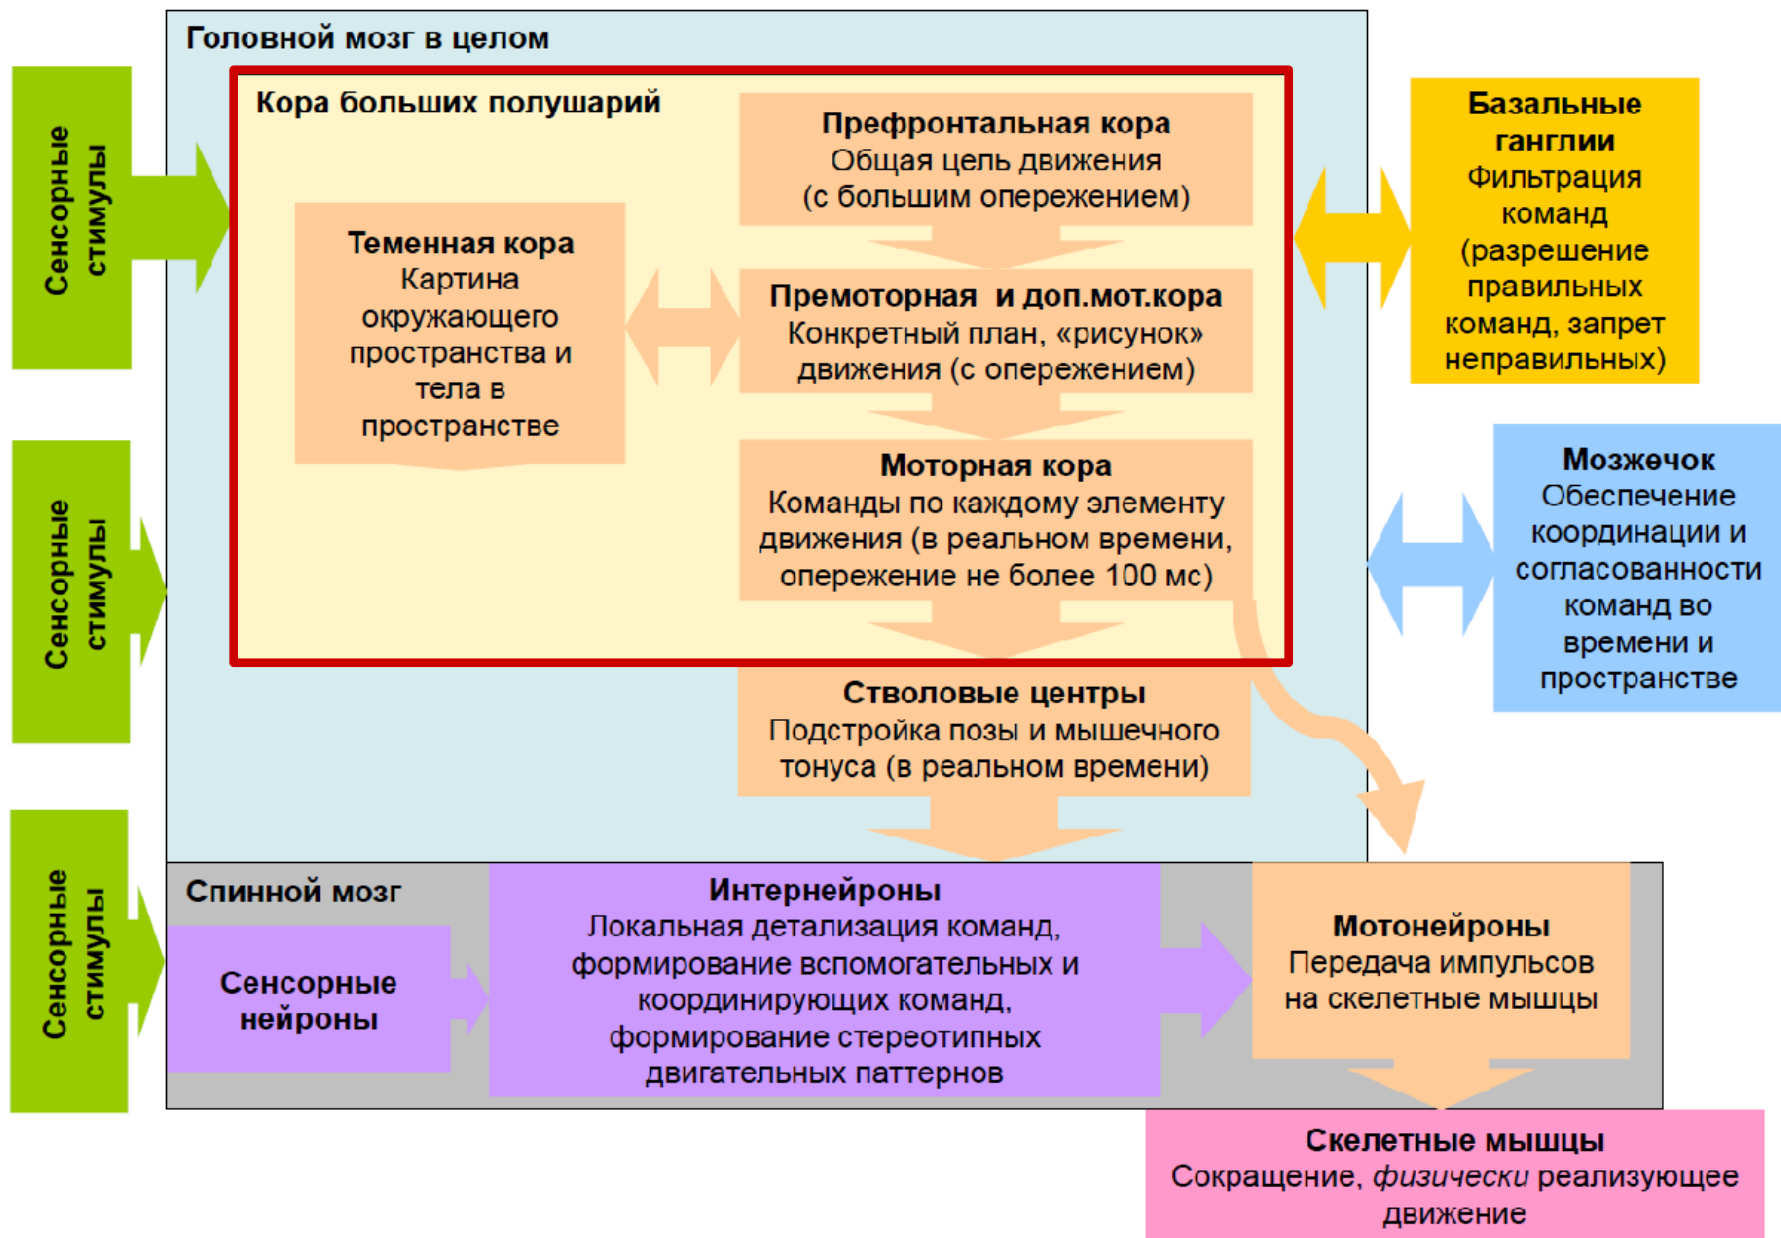 Головной мозг в целом
Сенсорные
стимулы
Кора больших полушарий
Префронтальная кора
Общая цель движения
(с большим опережением)
Базальные
ганглии
Фильтрация
команд
(разрешение
правильных
команд, запрет
неправильных)
Теменная кора
Картина
окружающего
пространства и
тела в
пространстве
Премоторная и доп.мот.кора
Конкретный план, «рисунок»
движения (с опережением)
Сенсорные
стимулы
Моторная кора
Команды по каждому элементу
движения (в реальном времени,
опережение не более 100 мс)
Мозжечок
Обеспечение
координации и
согласованности
команд во
времени и
пространстве
Стволовые центры
Подстройка позы и мышечного
тонуса (в реальном времени)
Сенсорные
стимулы
Спинной мозг
Сенсорные
нейроны
Интернейроны
Локальная детализация команд,
формирование вспомогательных и
координирующих команд,
формирование стереотипных
двигательных паттернов
Мотонейроны
Передача импульсов
на скелетные мышцы
Скелетные мышцы
Сокращение, физически реализующее
движение